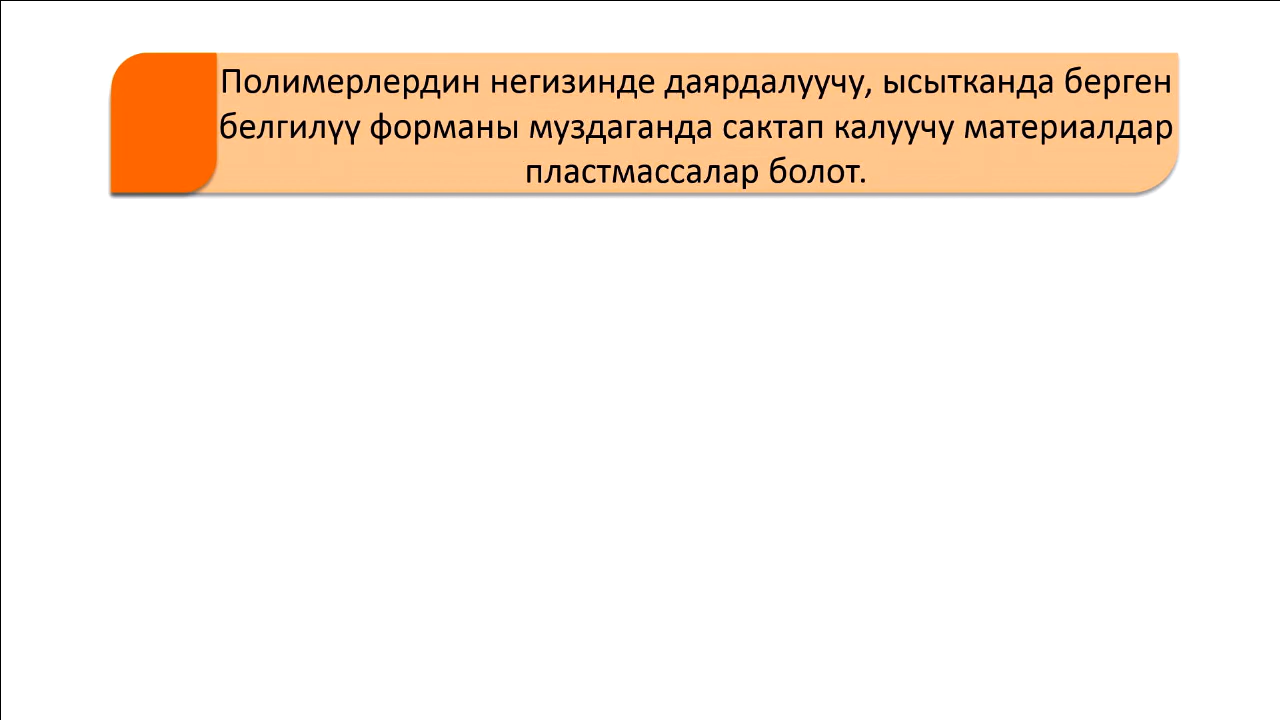 Полимерлердин негизинде даярдалуучу, ысытканда берген
белгилүү форманы муздаганда сактап калуучу материалдар
пластмассалар болот.